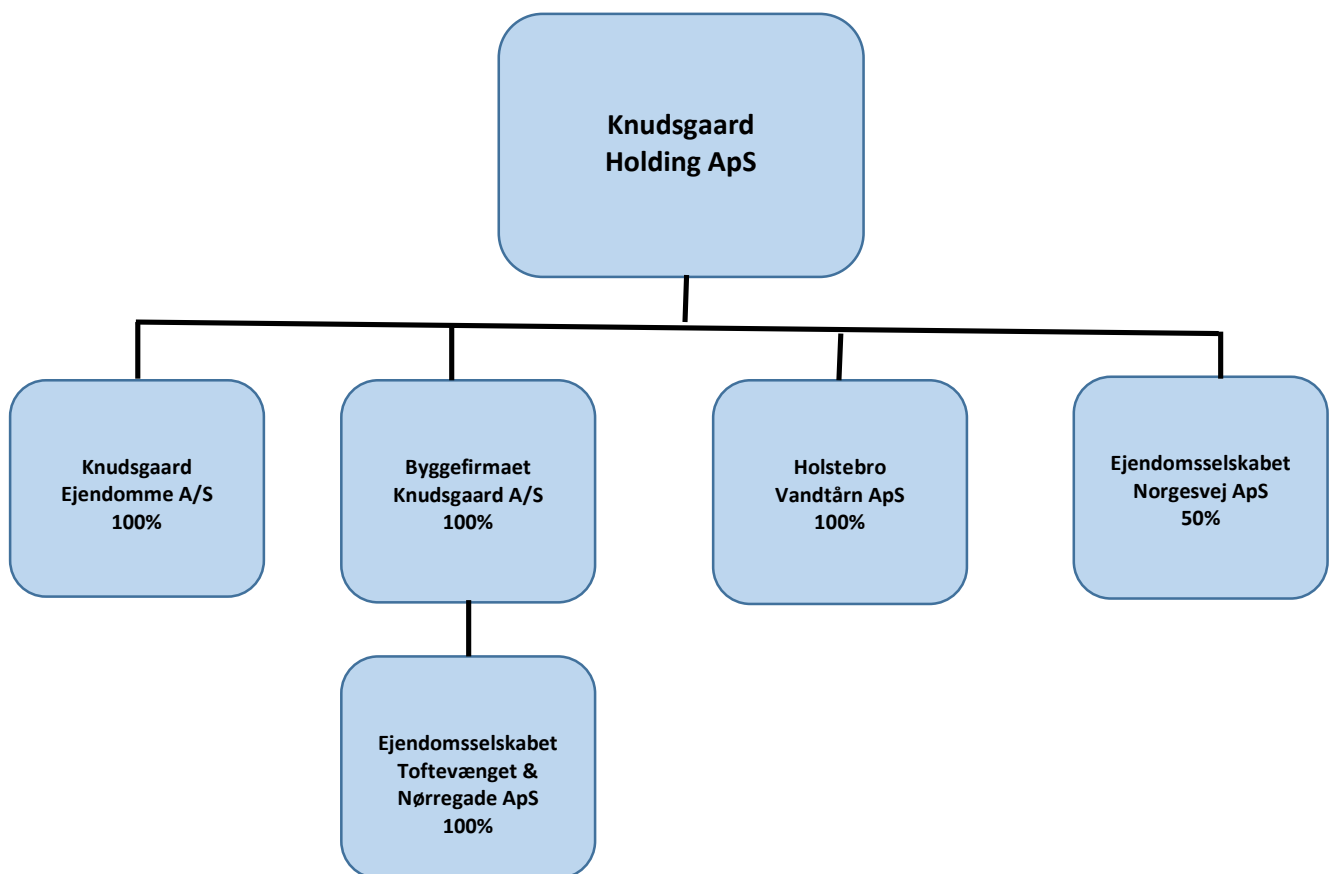 Knudsgaard
Holding ApS
Knudsgaard
Ejendomme A/S
100%
Byggefirmaet
Knudsgaard A/S
100%
Holstebro
Vandtårn ApS
100%
Ejendomsselskabet
Norgesvej ApS
50%
Ejendomsselskabet
Toftevænget &
Nørregade ApS
100%